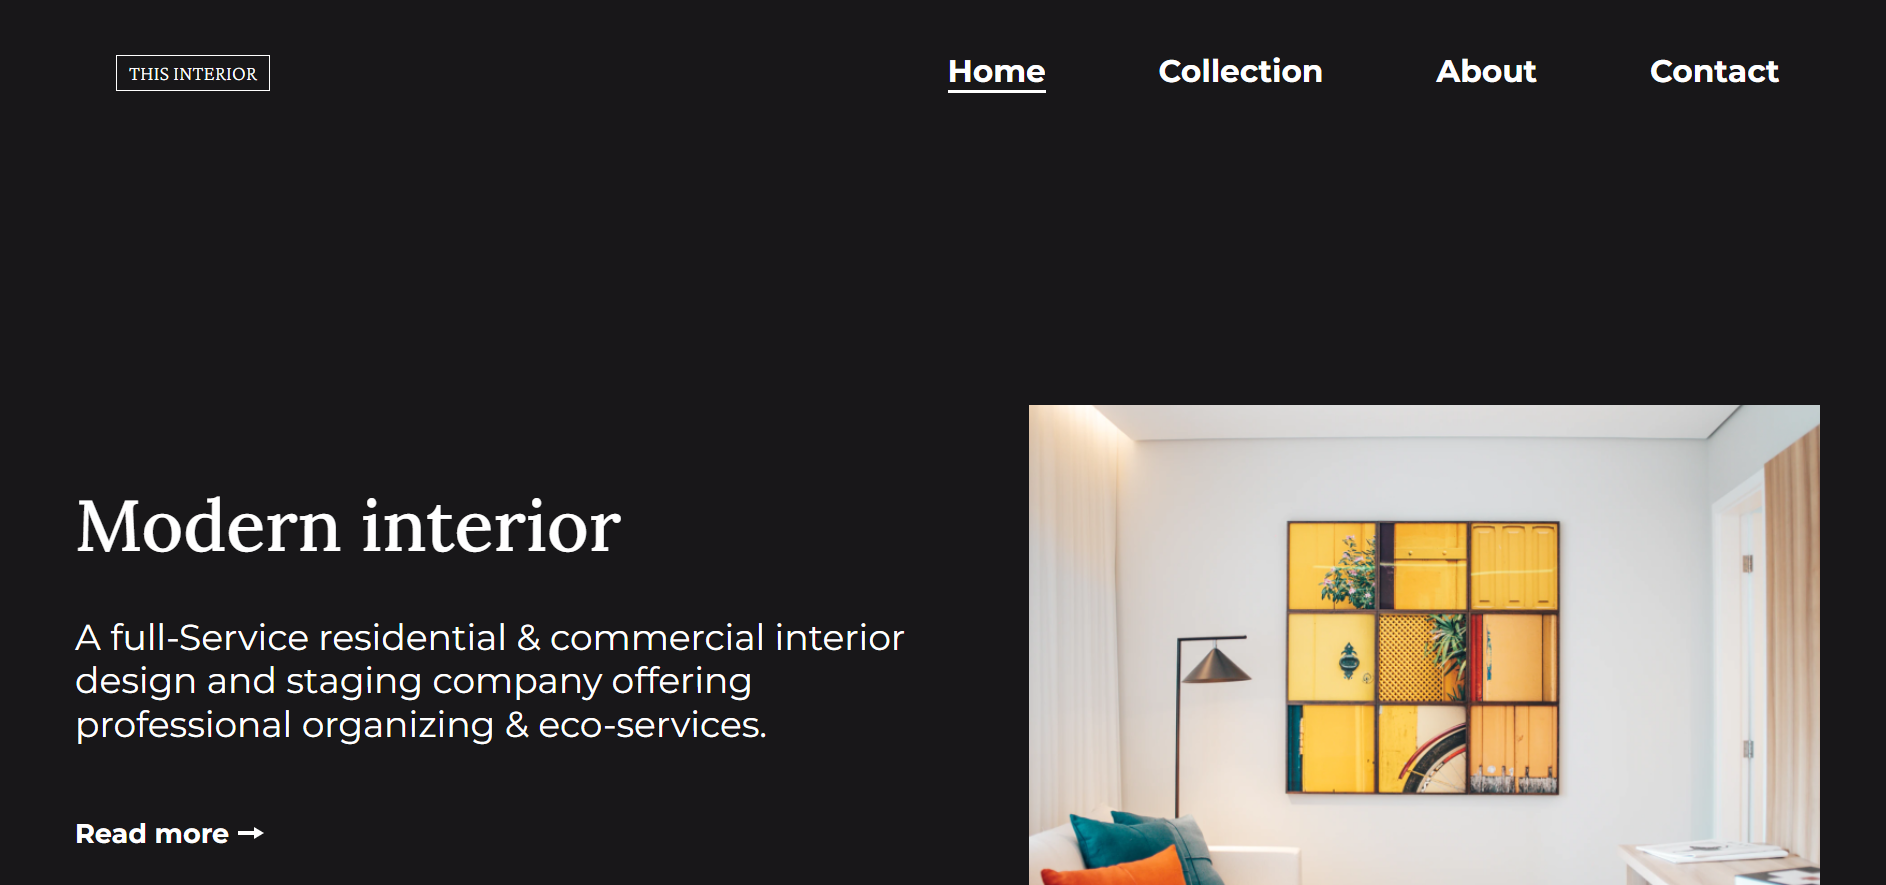 THIS INTERIOR
Home Collection About Contact
Modern interior
A full-Service residential & commercial interior
design and staging company offering
professional organizing & eco-services.
Read more